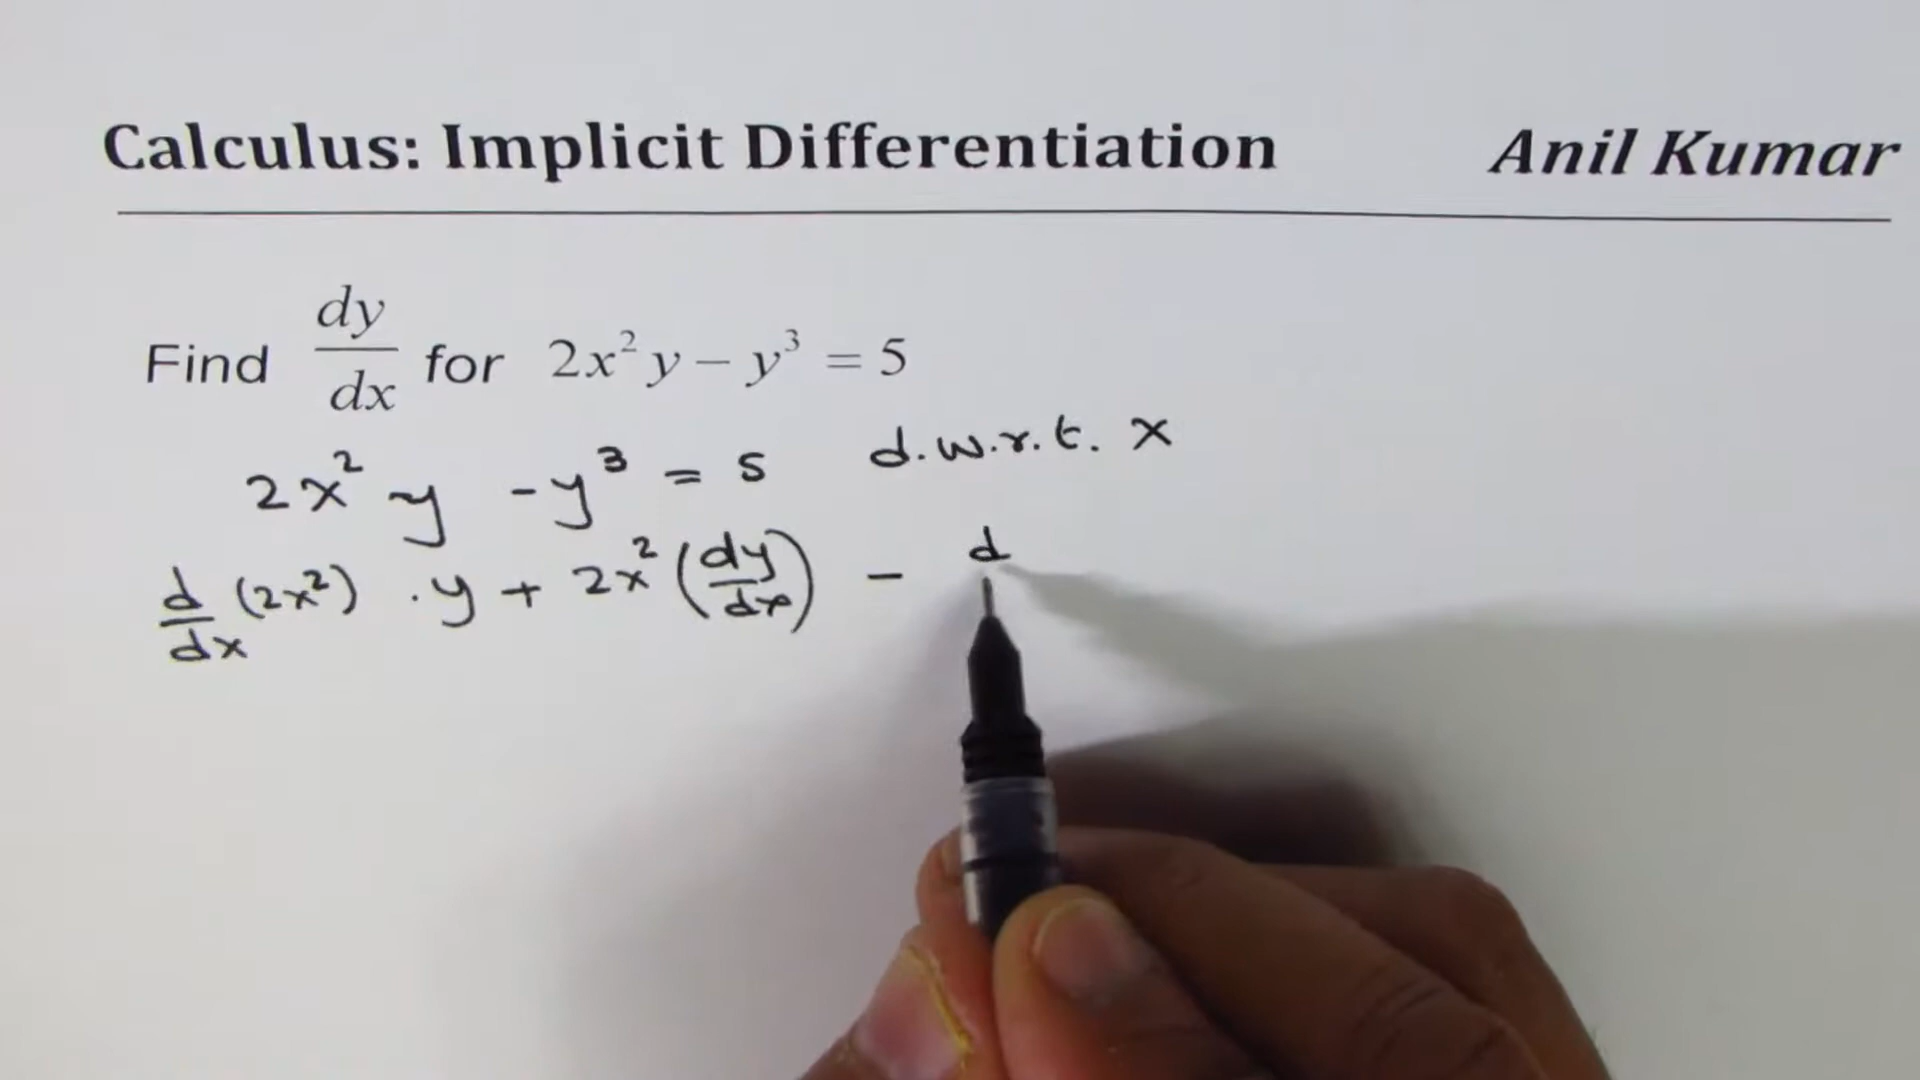 Calculus: Implicit Differentiation Anil Kumar
Find dy/dx for 2x²y − y³ = 5
2x² y − y³ = 5 d.w.r.t. x
d/dx (2x²) · y + 2x² (dy/dx) − d